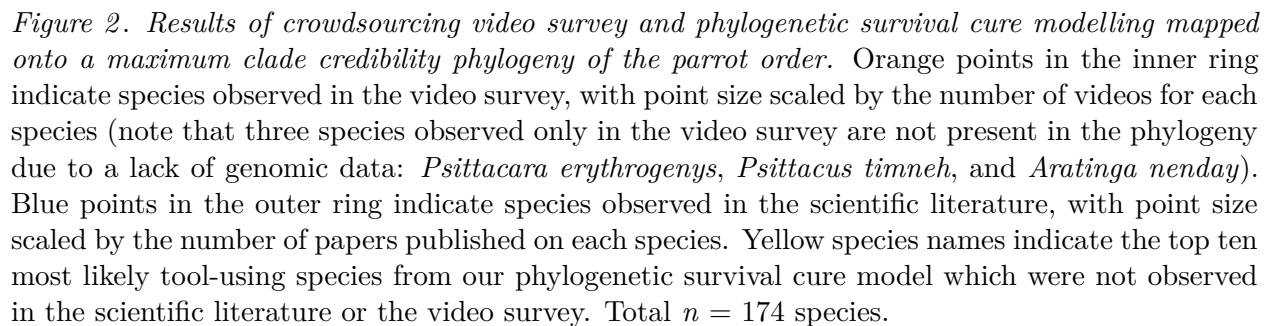 Figure 2. Results of crowdsourcing video survey and phylogenetic survival cure modelling mapped
onto a maximum clade credibility phylogeny of the parrot order. Orange points in the inner ring
indicate species observed in the video survey, with point size scaled by the number of videos for each
species (note that three species observed only in the video survey are not present in the phylogeny
due to a lack of genomic data: Psittacara erythrogenys, Psittacus timneh, and Aratinga nenday).
Blue points in the outer ring indicate species observed in the scientific literature, with point size
scaled by the number of papers published on each species. Yellow species names indicate the top ten
most likely tool-using species from our phylogenetic survival cure model which were not observed
in the scientific literature or the video survey. Total n = 174 species.